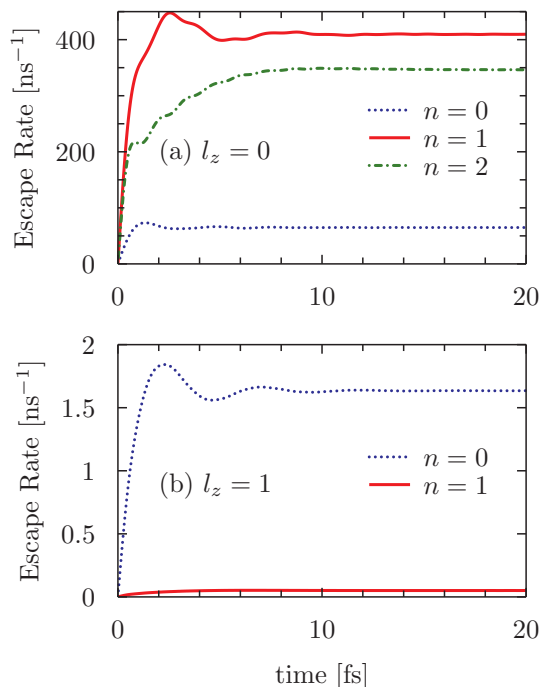 Escape Rate [ns⁻¹]
400
200
0
(a) l_z = 0
n = 0
n = 1
n = 2
0
10
20
Escape Rate [ns⁻¹]
2
1.5
1
0.5
0
(b) l_z = 1
n = 0
n = 1
0
10
20
time [fs]